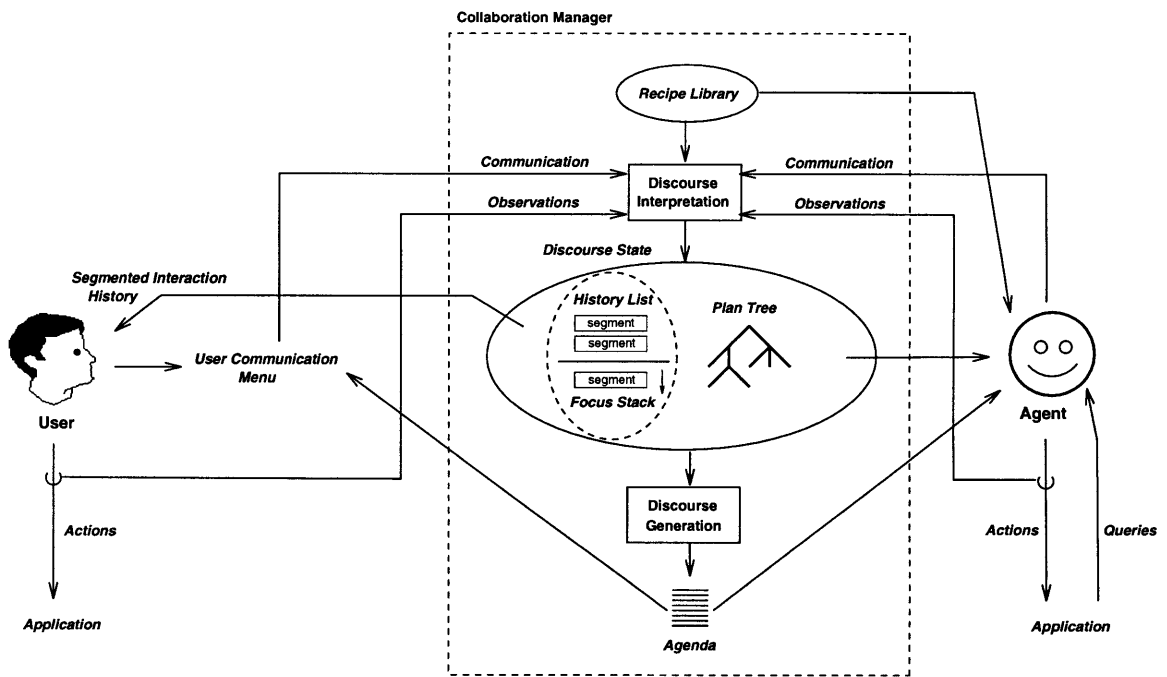 Collaboration Manager
Recipe Library
Communication
Communication
Discourse
Interpretation
Observations
Observations
Discourse State
Segmented Interaction
History
History List
segment
segment
segment
Focus Stack
Plan Tree
User Communication
Menu
User
Agent
Discourse
Generation
Actions
Actions
Queries
Application
Agenda
Application